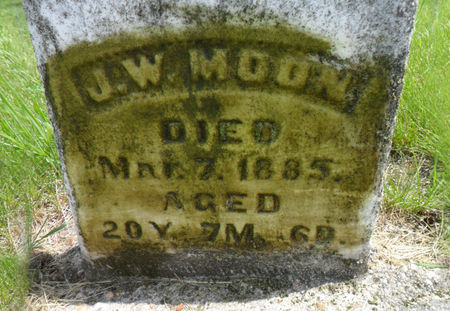 J.W. MOON
DIED
MAR. 7. 1885.
AGED
20Y. 7M. 6D.